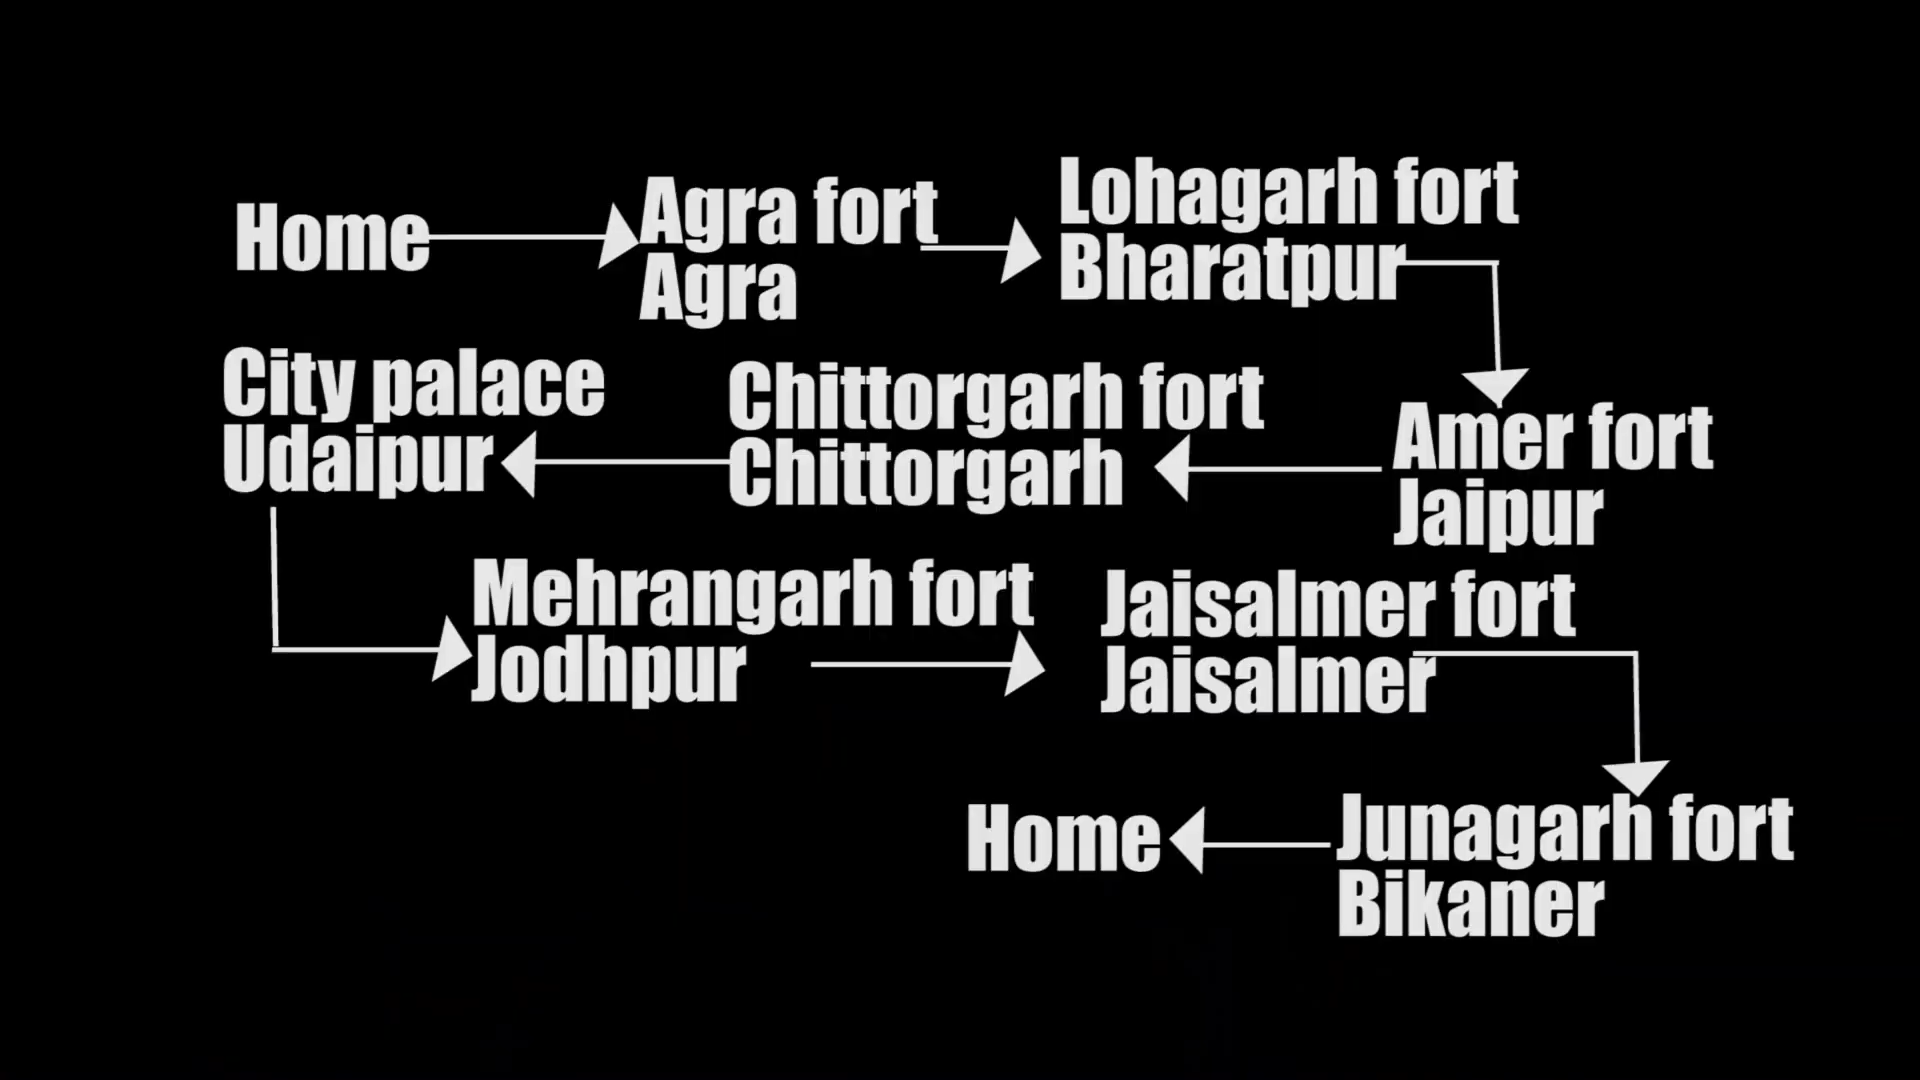 Home
Agra fort
Agra
Lohagarh fort
Bharatpur
Amer fort
Jaipur
Chittorgarh fort
Chittorgarh
City palace
Udaipur
Mehrangarh fort
Jodhpur
Jaisalmer fort
Jaisalmer
Junagarh fort
Bikaner
Home